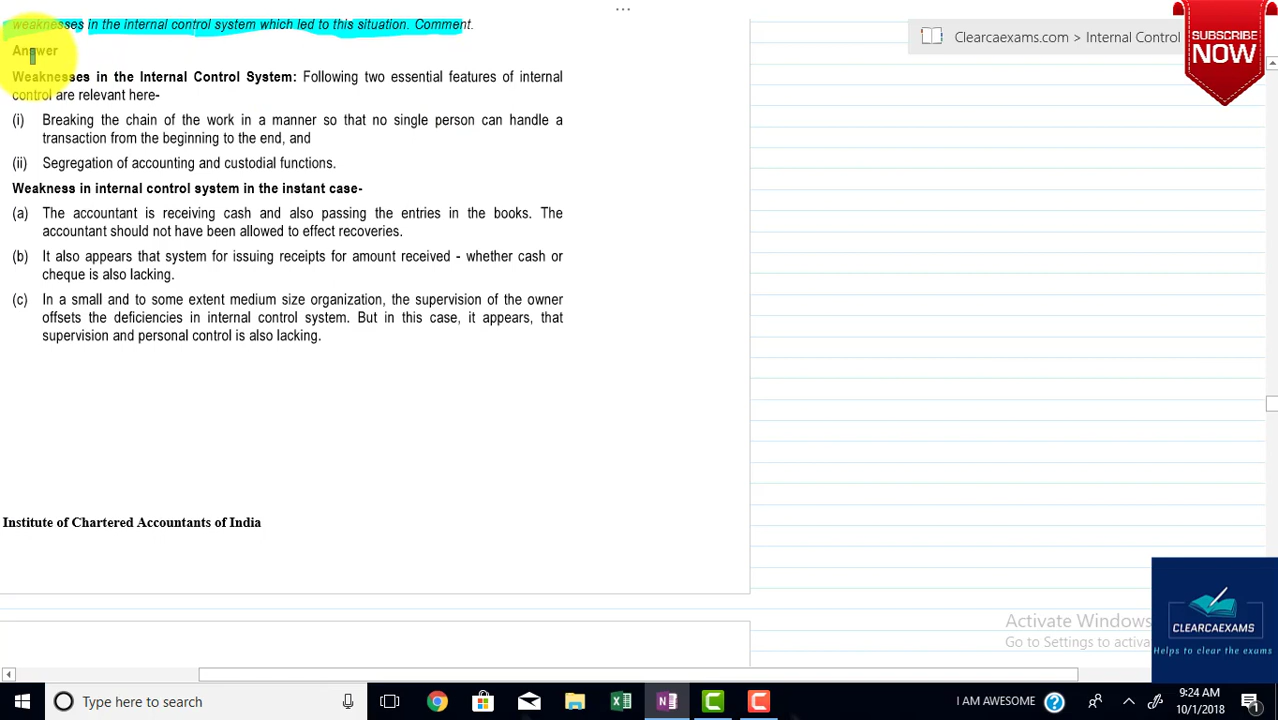 weaknesses in the internal control system which led to this situation. Comment.
Answer
Weaknesses in the Internal Control System: Following two essential features of internal
control are relevant here-
(i) Breaking the chain of the work in a manner so that no single person can handle a
transaction from the beginning to the end, and
(ii) Segregation of accounting and custodial functions.
Weakness in internal control system in the instant case-
(a) The accountant is receiving cash and also passing the entries in the books. The
accountant should not have been allowed to effect recoveries.
(b) It also appears that system for issuing receipts for amount received - whether cash or
cheque is also lacking.
(c) In a small and to some extent medium size organization, the supervision of the owner
offsets the deficiencies in internal control system. But in this case, it appears, that
supervision and personal control is also lacking.
Institute of Chartered Accountants of India
Clearcaexams.com > Internal Control
SUBSCRIBE
NOW
Activate Windows
Go to Settings to activa
CLEARCAEXAMS
Helps to clear the exams
Type here to search
I AM AWESOME
9:24 AM
10/1/2018
1